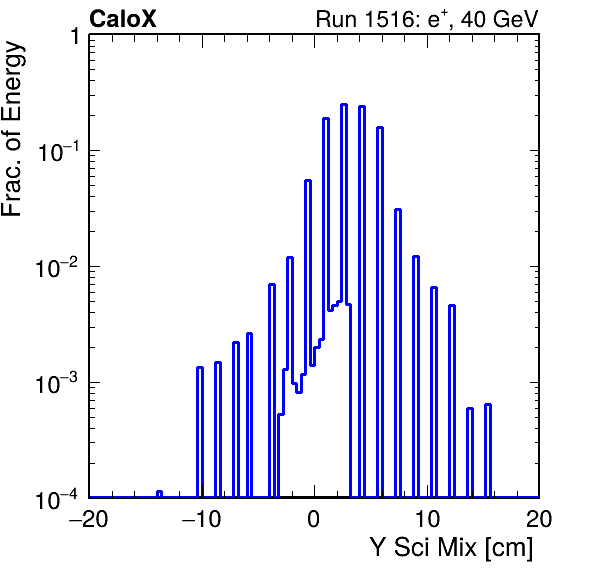 CaloX Run 1516: e⁺, 40 GeV
Frac. of Energy
1
10⁻¹
10⁻²
10⁻³
10⁻⁴
−20 −10 0 10 20
Y Sci Mix [cm]